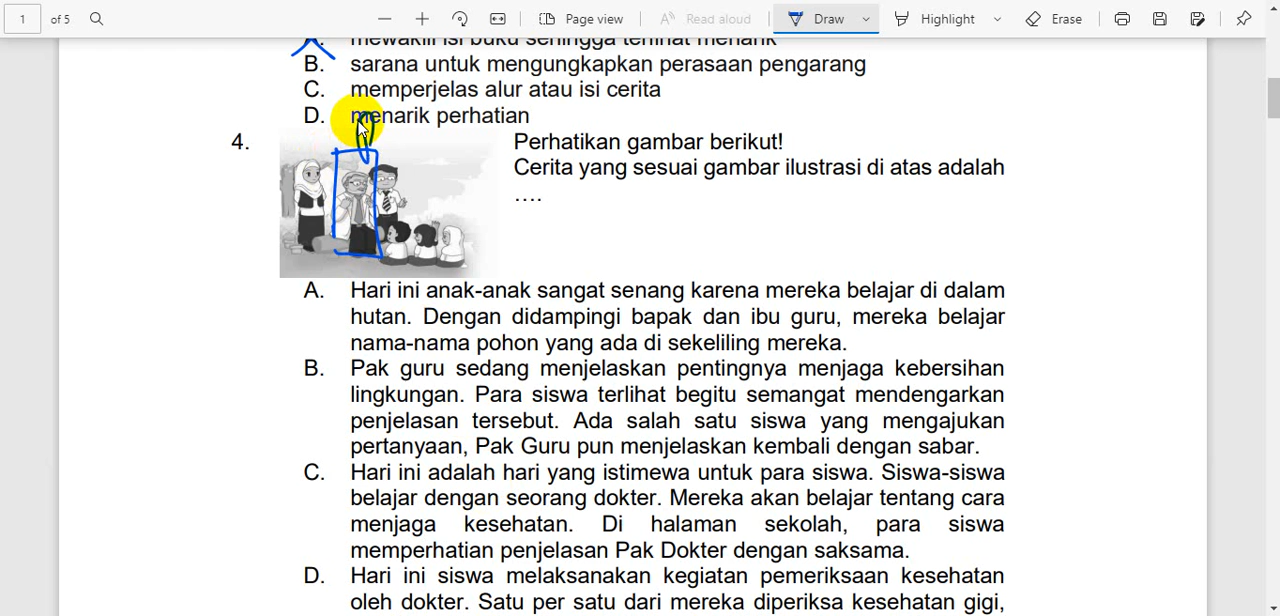 1 of 5 Page view Read aloud Draw Highlight Erase
A. mewakili isi buku sehingga terlihat menarik
B. sarana untuk mengungkapkan perasaan pengarang
C. memperjelas alur atau isi cerita
D. menarik perhatian
4. Perhatikan gambar berikut!
Cerita yang sesuai gambar ilustrasi di atas adalah
....
A. Hari ini anak-anak sangat senang karena mereka belajar di dalam
hutan. Dengan didampingi bapak dan ibu guru, mereka belajar
nama-nama pohon yang ada di sekeliling mereka.
B. Pak guru sedang menjelaskan pentingnya menjaga kebersihan
lingkungan. Para siswa terlihat begitu semangat mendengarkan
penjelasan tersebut. Ada salah satu siswa yang mengajukan
pertanyaan, Pak Guru pun menjelaskan kembali dengan sabar.
C. Hari ini adalah hari yang istimewa untuk para siswa. Siswa-siswa
belajar dengan seorang dokter. Mereka akan belajar tentang cara
menjaga kesehatan. Di halaman sekolah, para siswa
memperhatian penjelasan Pak Dokter dengan saksama.
D. Hari ini siswa melaksanakan kegiatan pemeriksaan kesehatan
oleh dokter. Satu per satu dari mereka diperiksa kesehatan gigi,